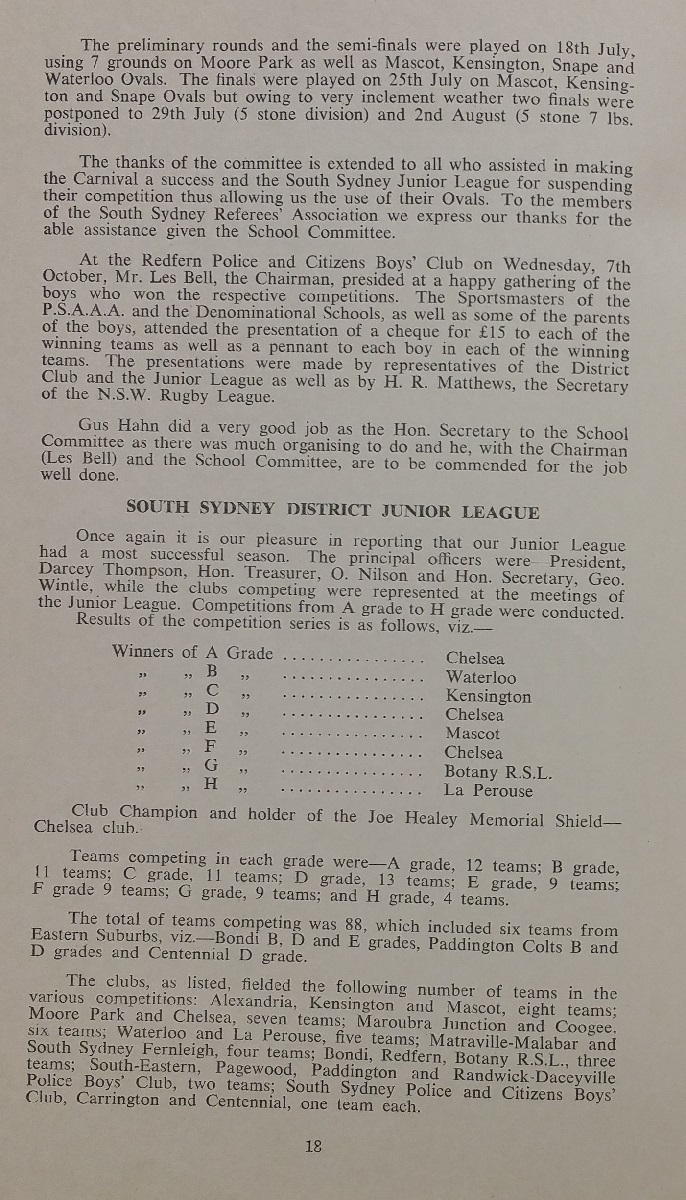 The preliminary rounds and the semi-finals were played on 18th July,
using 7 grounds on Moore Park as well as Mascot, Kensington, Snape and
Waterloo Ovals. The finals were played on 25th July on Mascot, Kensing-
ton and Snape Ovals but owing to very inclement weather two finals were
postponed to 29th July (5 stone division) and 2nd August (5 stone 7 lbs.
division).
The thanks of the committee is extended to all who assisted in making
the Carnival a success and the South Sydney Junior League for suspending
their competition thus allowing us the use of their Ovals. To the members
of the South Sydney Referees' Association we express our thanks for the
able assistance given the School Committee.
At the Redfern Police and Citizens Boys' Club on Wednesday, 7th
October, Mr. Les Bell, the Chairman, presided at a happy gathering of the
boys who won the respective competitions. The Sportsmasters of the
P.S.A.A.A. and the Denominational Schools, as well as some of the parents
of the boys, attended the presentation of a cheque for £15 to each of the
winning teams as well as a pennant to each boy in each of the winning
teams. The presentations were made by representatives of the District
Club and the Junior League as well as by H. R. Matthews, the Secretary
of the N.S.W. Rugby League.
Gus Hahn did a very good job as the Hon. Secretary to the School
Committee as there was much organising to do and he, with the Chairman
(Les Bell) and the School Committee, are to be commended for the job
well done.
SOUTH SYDNEY DISTRICT JUNIOR LEAGUE
Once again it is our pleasure in reporting that our Junior League
had a most successful season. The principal officers were President,
Darcey Thompson, Hon. Treasurer, O. Nilson and Hon. Secretary, Geo.
Wintle, while the clubs competing were represented at the meetings of
the Junior League. Competitions from A grade to H grade were conducted.
Results of the competition series is as follows, viz.—
Winners of A Grade ................ Chelsea
„ „ B „ ................ Waterloo
„ „ C „ ................ Kensington
„ „ D „ ................ Chelsea
„ „ E „ ................ Mascot
„ „ F „ ................ Chelsea
„ „ G „ ................ Botany R.S.L.
„ „ H „ ................ La Perouse
Club Champion and holder of the Joe Healey Memorial Shield—
Chelsea club.
Teams competing in each grade were—A grade, 12 teams; B grade,
11 teams; C grade, 11 teams; D grade, 13 teams; E grade, 9 teams;
F grade 9 teams; G grade, 9 teams; and H grade, 4 teams.
The total of teams competing was 88, which included six teams from
Eastern Suburbs, viz.—Bondi B, D and E grades, Paddington Colts B and
D grades and Centennial D grade.
The clubs, as listed, fielded the following number of teams in the
various competitions: Alexandria, Kensington and Mascot, eight teams;
Moore Park and Chelsea, seven teams; Maroubra Junction and Coogee.
six teams; Waterloo and La Perouse, five teams; Matraville-Malabar and
South Sydney Fernleigh, four teams; Bondi, Redfern, Botany R.S.L., three
teams; South-Eastern, Pagewood, Paddington and Randwick-Daceyville
Police Boys' Club, two teams; South Sydney Police and Citizens Boys'
Club, Carrington and Centennial, one team each.
18